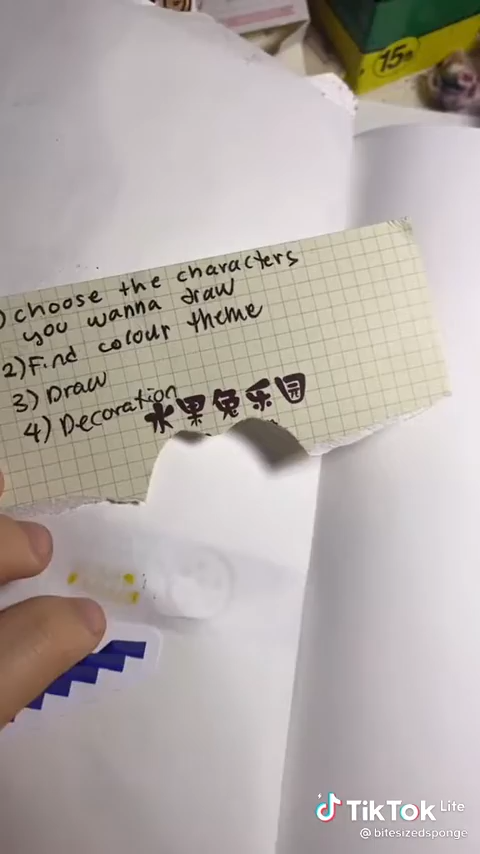 15
) choose the characters
you wanna draw
2) Find colour theme
3) Draw
4) Decoration
水果兔乐园
TikTok Lite
@bitesizedsponge